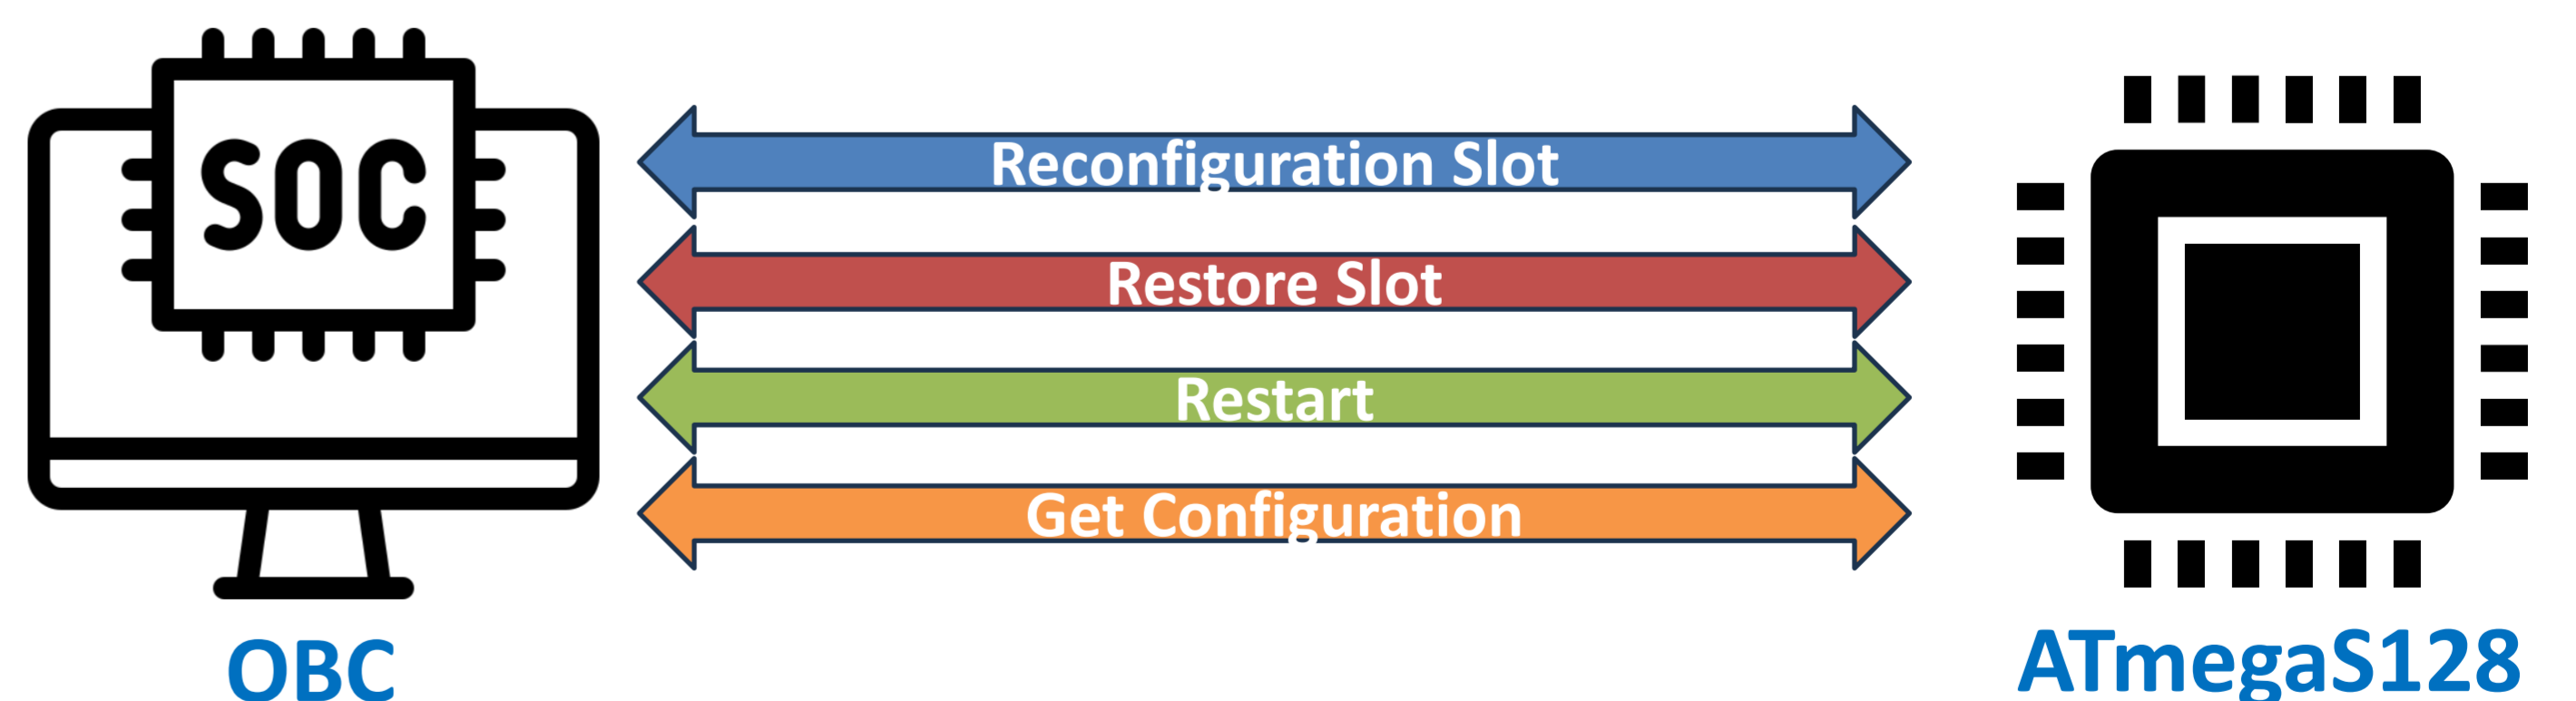 SOC
Reconfiguration Slot
Restore Slot
Restart
Get Configuration
OBC
ATmegaS128